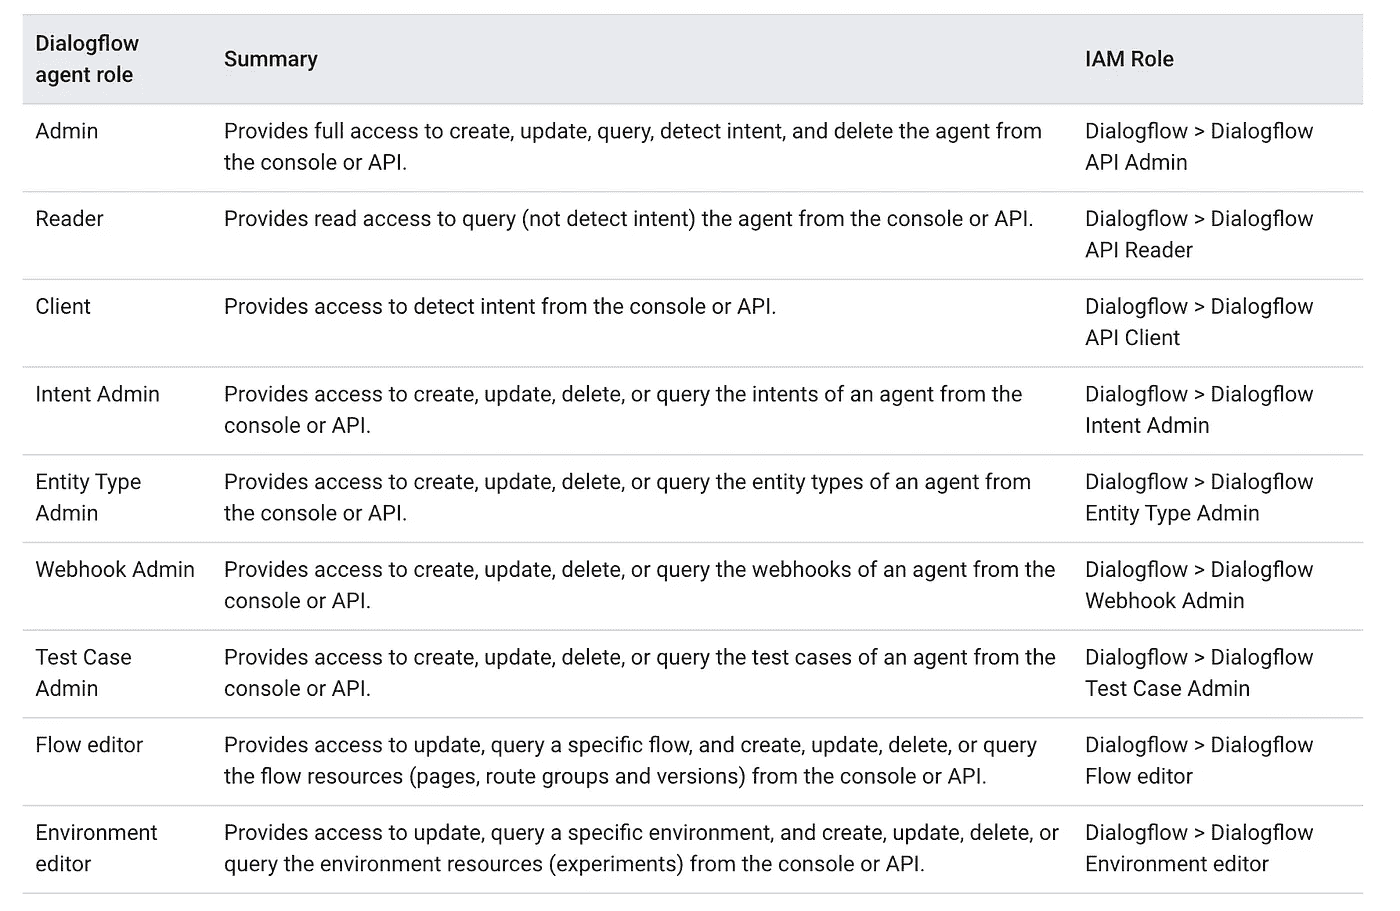 Dialogflow
agent role
Summary
IAM Role
Admin
Provides full access to create, update, query, detect intent, and delete the agent from
the console or API.
Dialogflow > Dialogflow
API Admin
Reader
Provides read access to query (not detect intent) the agent from the console or API.
Dialogflow > Dialogflow
API Reader
Client
Provides access to detect intent from the console or API.
Dialogflow > Dialogflow
API Client
Intent Admin
Provides access to create, update, delete, or query the intents of an agent from the
console or API.
Dialogflow > Dialogflow
Intent Admin
Entity Type
Admin
Provides access to create, update, delete, or query the entity types of an agent from
the console or API.
Dialogflow > Dialogflow
Entity Type Admin
Webhook Admin
Provides access to create, update, delete, or query the webhooks of an agent from the
console or API.
Dialogflow > Dialogflow
Webhook Admin
Test Case
Admin
Provides access to create, update, delete, or query the test cases of an agent from the
console or API.
Dialogflow > Dialogflow
Test Case Admin
Flow editor
Provides access to update, query a specific flow, and create, update, delete, or query
the flow resources (pages, route groups and versions) from the console or API.
Dialogflow > Dialogflow
Flow editor
Environment
editor
Provides access to update, query a specific environment, and create, update, delete, or
query the environment resources (experiments) from the console or API.
Dialogflow > Dialogflow
Environment editor